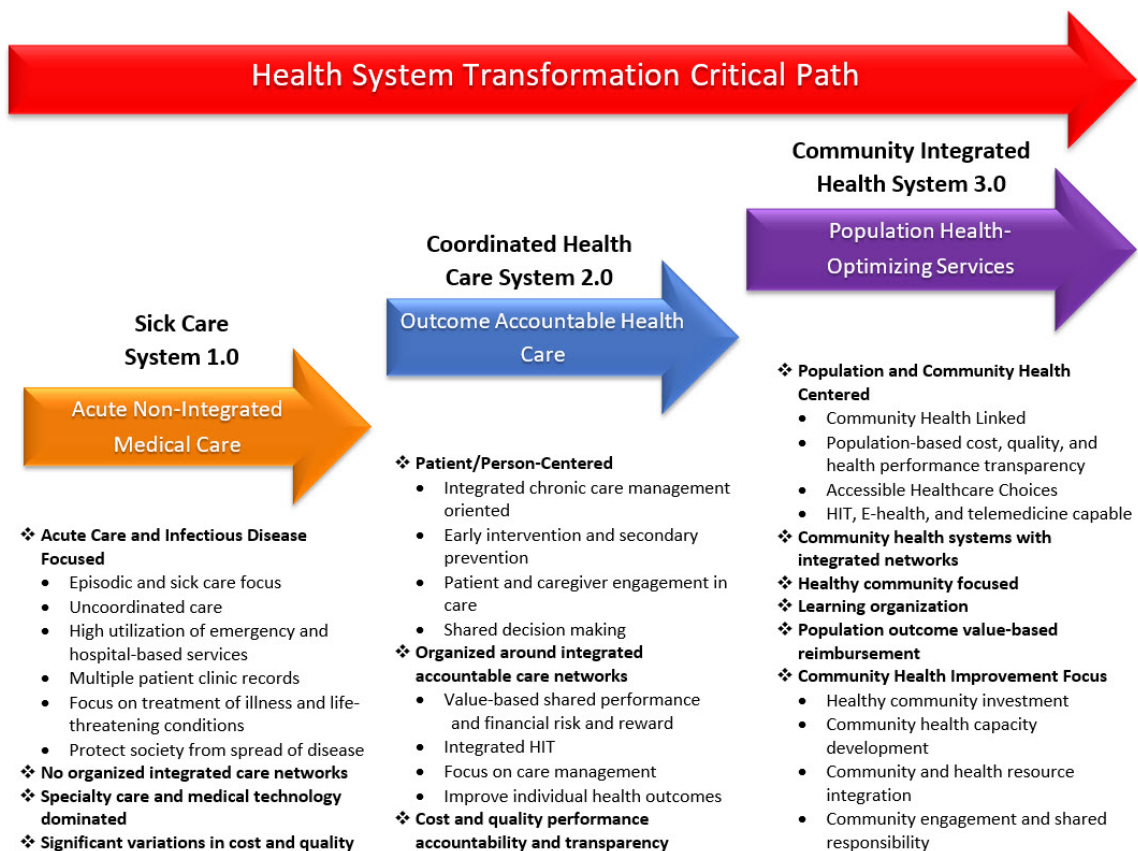 Health System Transformation Critical Path
Sick Care
System 1.0
Acute Non-Integrated
Medical Care
❖ Acute Care and Infectious Disease
Focused
• Episodic and sick care focus
• Uncoordinated care
• High utilization of emergency and
hospital-based services
• Multiple patient clinic records
• Focus on treatment of illness and life-
threatening conditions
• Protect society from spread of disease
❖ No organized integrated care networks
❖ Specialty care and medical technology
dominated
❖ Significant variations in cost and quality
Coordinated Health
Care System 2.0
Outcome Accountable Health
Care
❖ Patient/Person-Centered
• Integrated chronic care management
oriented
• Early intervention and secondary
prevention
• Patient and caregiver engagement in
care
• Shared decision making
❖ Organized around integrated
accountable care networks
• Value-based shared performance
and financial risk and reward
• Integrated HIT
• Focus on care management
• Improve individual health outcomes
❖ Cost and quality performance
accountability and transparency
Community Integrated
Health System 3.0
Population Health-
Optimizing Services
❖ Population and Community Health
Centered
• Community Health Linked
• Population-based cost, quality, and
health performance transparency
• Accessible Healthcare Choices
• HIT, E-health, and telemedicine capable
❖ Community health systems with
integrated networks
❖ Healthy community focused
❖ Learning organization
❖ Population outcome value-based
reimbursement
❖ Community Health Improvement Focus
• Healthy community investment
• Community health capacity
development
• Community and health resource
integration
• Community engagement and shared
responsibility